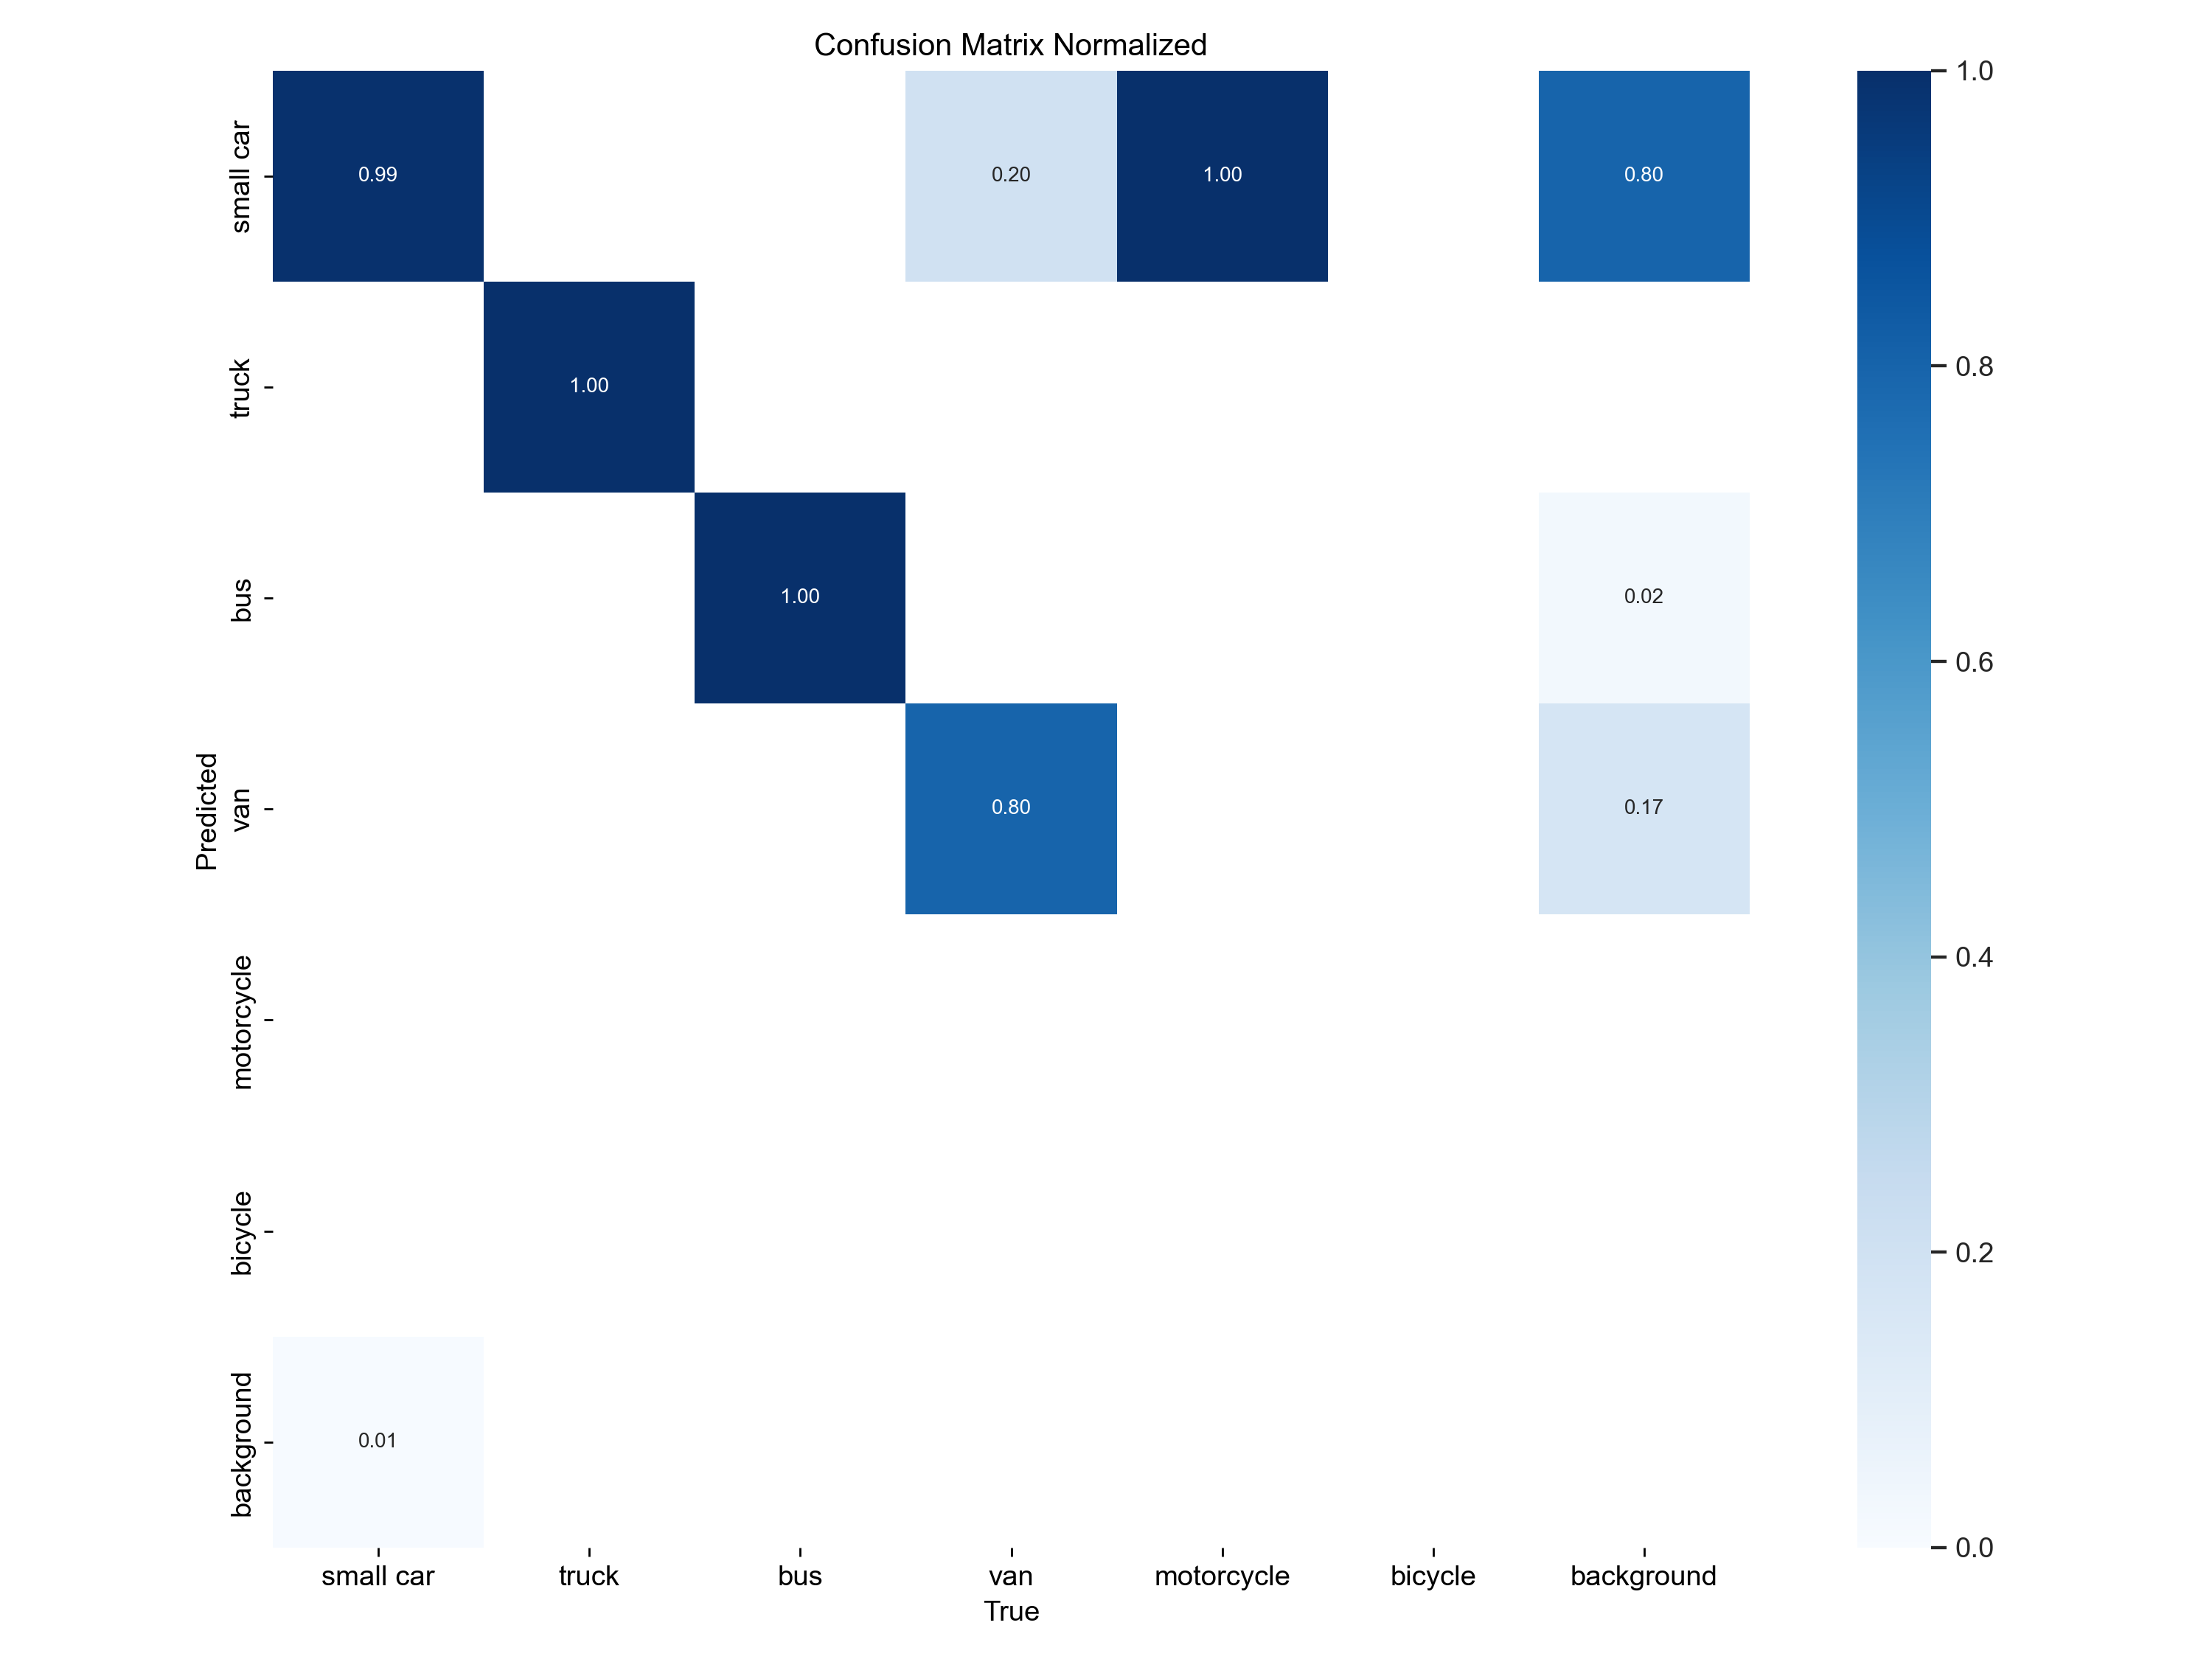 Confusion Matrix Normalized
small car
0.99
0.20
1.00
0.80
truck
1.00
bus
1.00
0.02
van
0.80
0.17
motorcycle
bicycle
background
0.01
Predicted
small car truck bus van motorcycle bicycle background
True
1.0
0.8
0.6
0.4
0.2
0.0